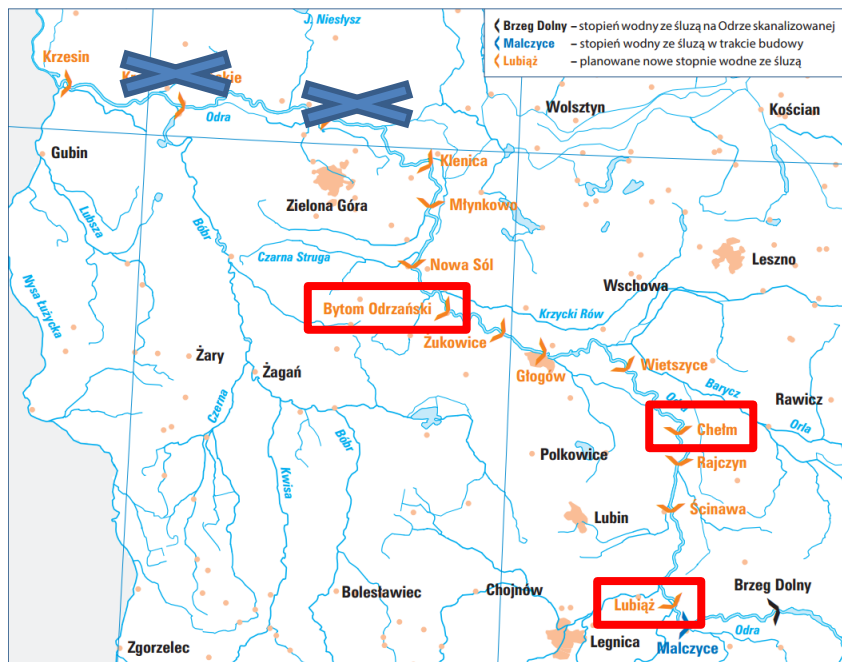 J. Niesłysz
Brzeg Dolny – stopień wodny ze śluzą na Odrze skanalizowanej
Malczyce – stopień wodny ze śluzą w trakcie budowy
Lubiąż – planowane nowe stopnie wodne ze śluzą
Krzesin
Odra
Wolsztyn
Kościan
Gubin
Klenica
Zielona Góra
Młynkowo
Lubsza
Bóbr
Czarna Struga
Nowa Sól
Leszno
Nysa Łużycka
Wschowa
Bytom Odrzański
Krzycki Rów
Żukowice
Głogów
Wietszyce
Żary
Żagań
Barycz
Rawicz
Czerna
Odra
Chełm
Orla
Bóbr
Kwisa
Polkowice
Rajczyn
Ścinawa
Lubin
Bolesławiec
Chojnów
Brzeg Dolny
Lubiąż
Odra
Zgorzelec
Legnica
Malczyce